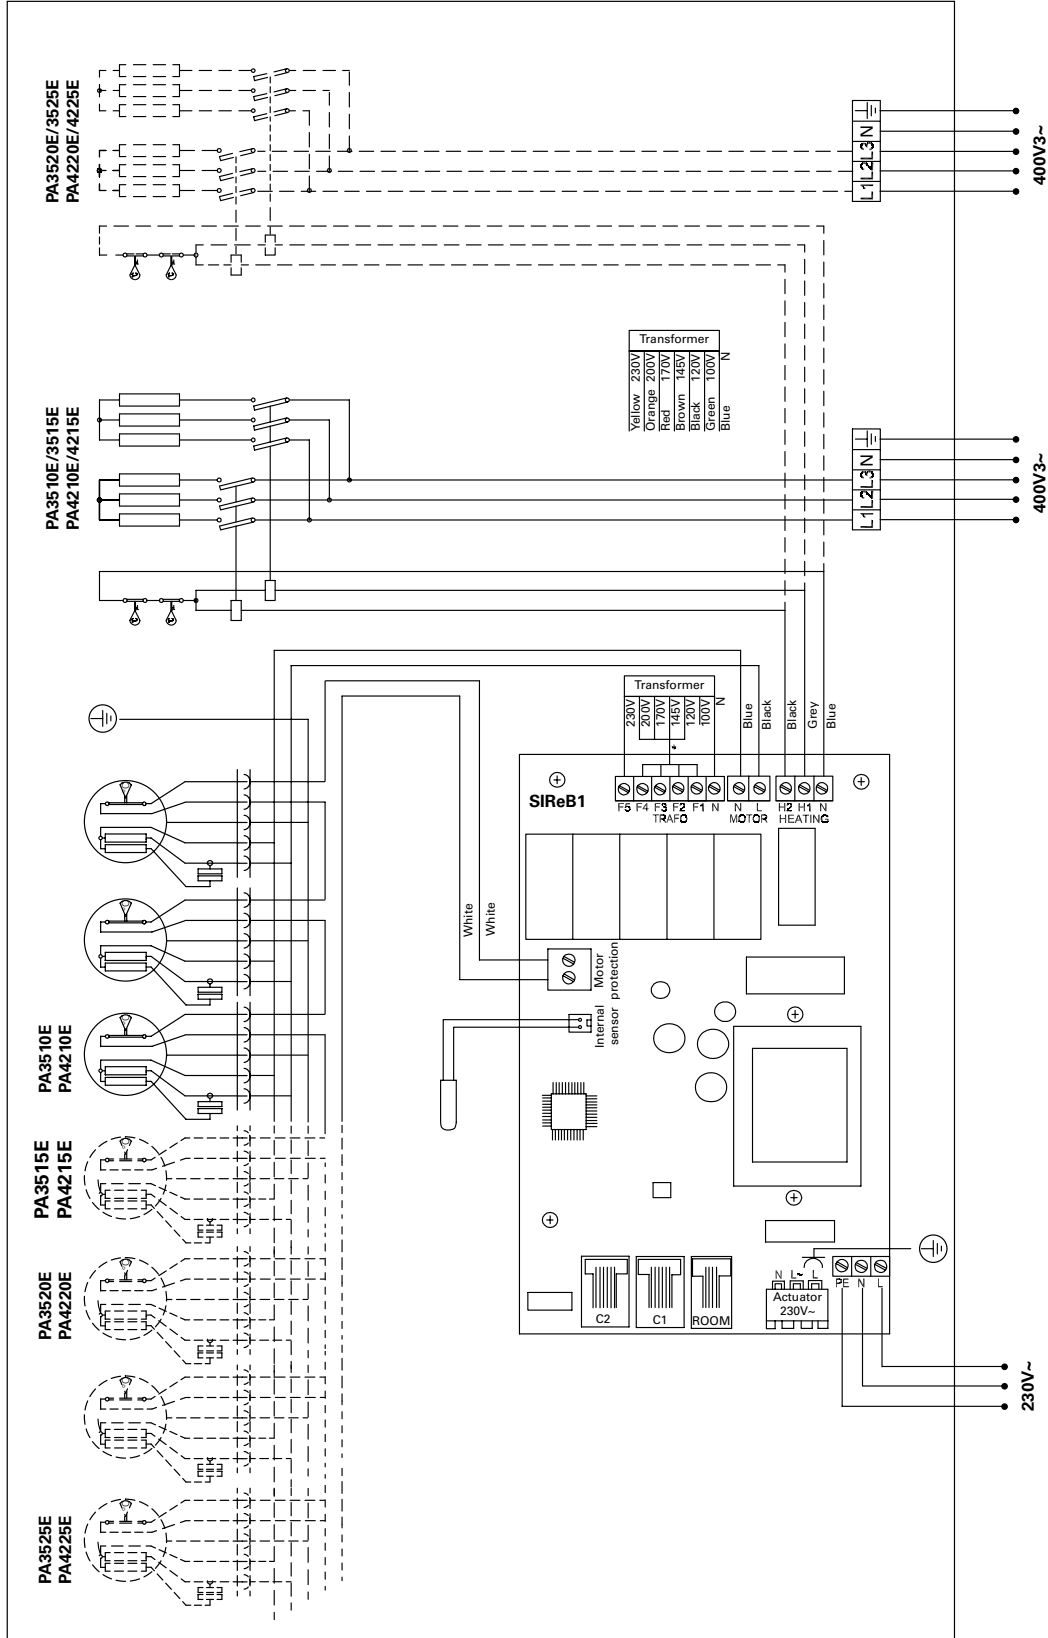 PA3520E/3525E
PA4220E/4225E
L1 L2 L3 N
400V3~
Transformer
Yellow 230V
Orange 200V
Red 170V
Brown 145V
Black 120V
Green 100V
Blue N
PA3510E/3515E
PA4210E/4215E
L1 L2 L3 N
400V3~
Transformer
230V
200V
170V
145V
120V
100V
N
*
Blue
Black
Black
Grey
Blue
SIReB1
F5 F4 F3 F2 F1 N
TRAFO
N L
MOTOR
H2 H1 N
HEATING
White
White
Motor
protection
Internal
sensor
PA3510E
PA4210E
PA3515E
PA4215E
PA3520E
PA4220E
PA3525E
PA4225E
C2
C1
ROOM
N L~ L
Actuator
230V~
PE N L
230V~